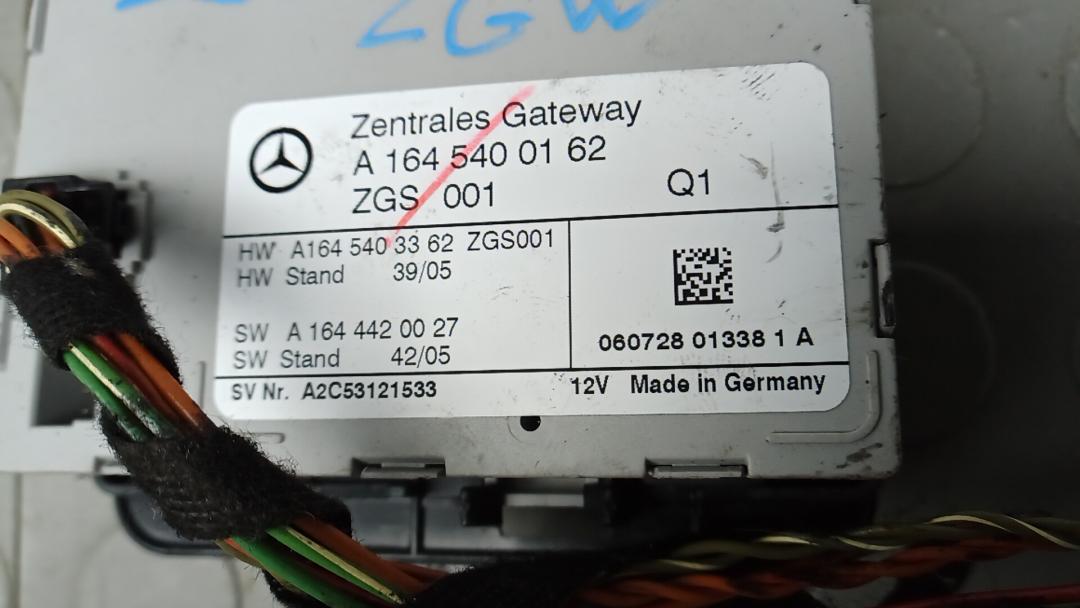 ZGW
Zentrales Gateway
A 164 540 01 62
ZGS 001
Q1
HW A164 540 33 62 ZGS001
HW Stand 39/05
SW A 164 442 00 27
SW Stand 42/05
060728 01338 1 A
SV Nr. A2C53121533
12V Made in Germany